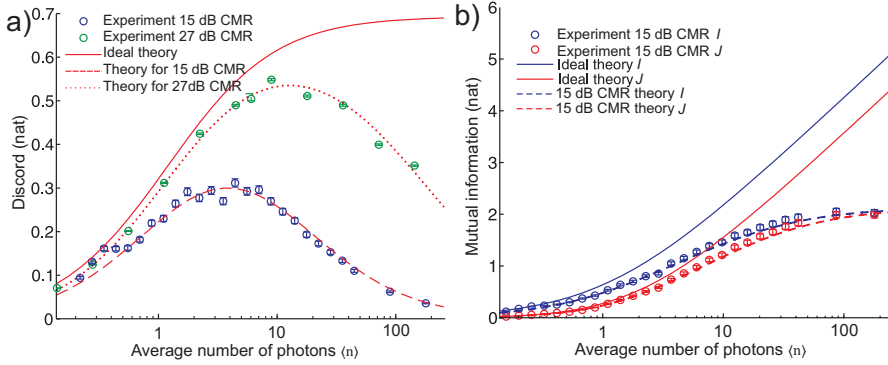 a)
Experiment 15 dB CMR
Experiment 27 dB CMR
Ideal theory
Theory for 15 dB CMR
Theory for 27dB CMR
Discord (nat)
0.7
0.6
0.5
0.4
0.3
0.2
0.1
0
1
10
100
Average number of photons ⟨n⟩
b)
Experiment 15 dB CMR I
Experiment 15 dB CMR J
Ideal theory I
Ideal theory J
15 dB CMR theory I
15 dB CMR theory J
Mutual information (nat)
6
5
4
3
2
1
0
1
10
100
Average number of photons ⟨n⟩